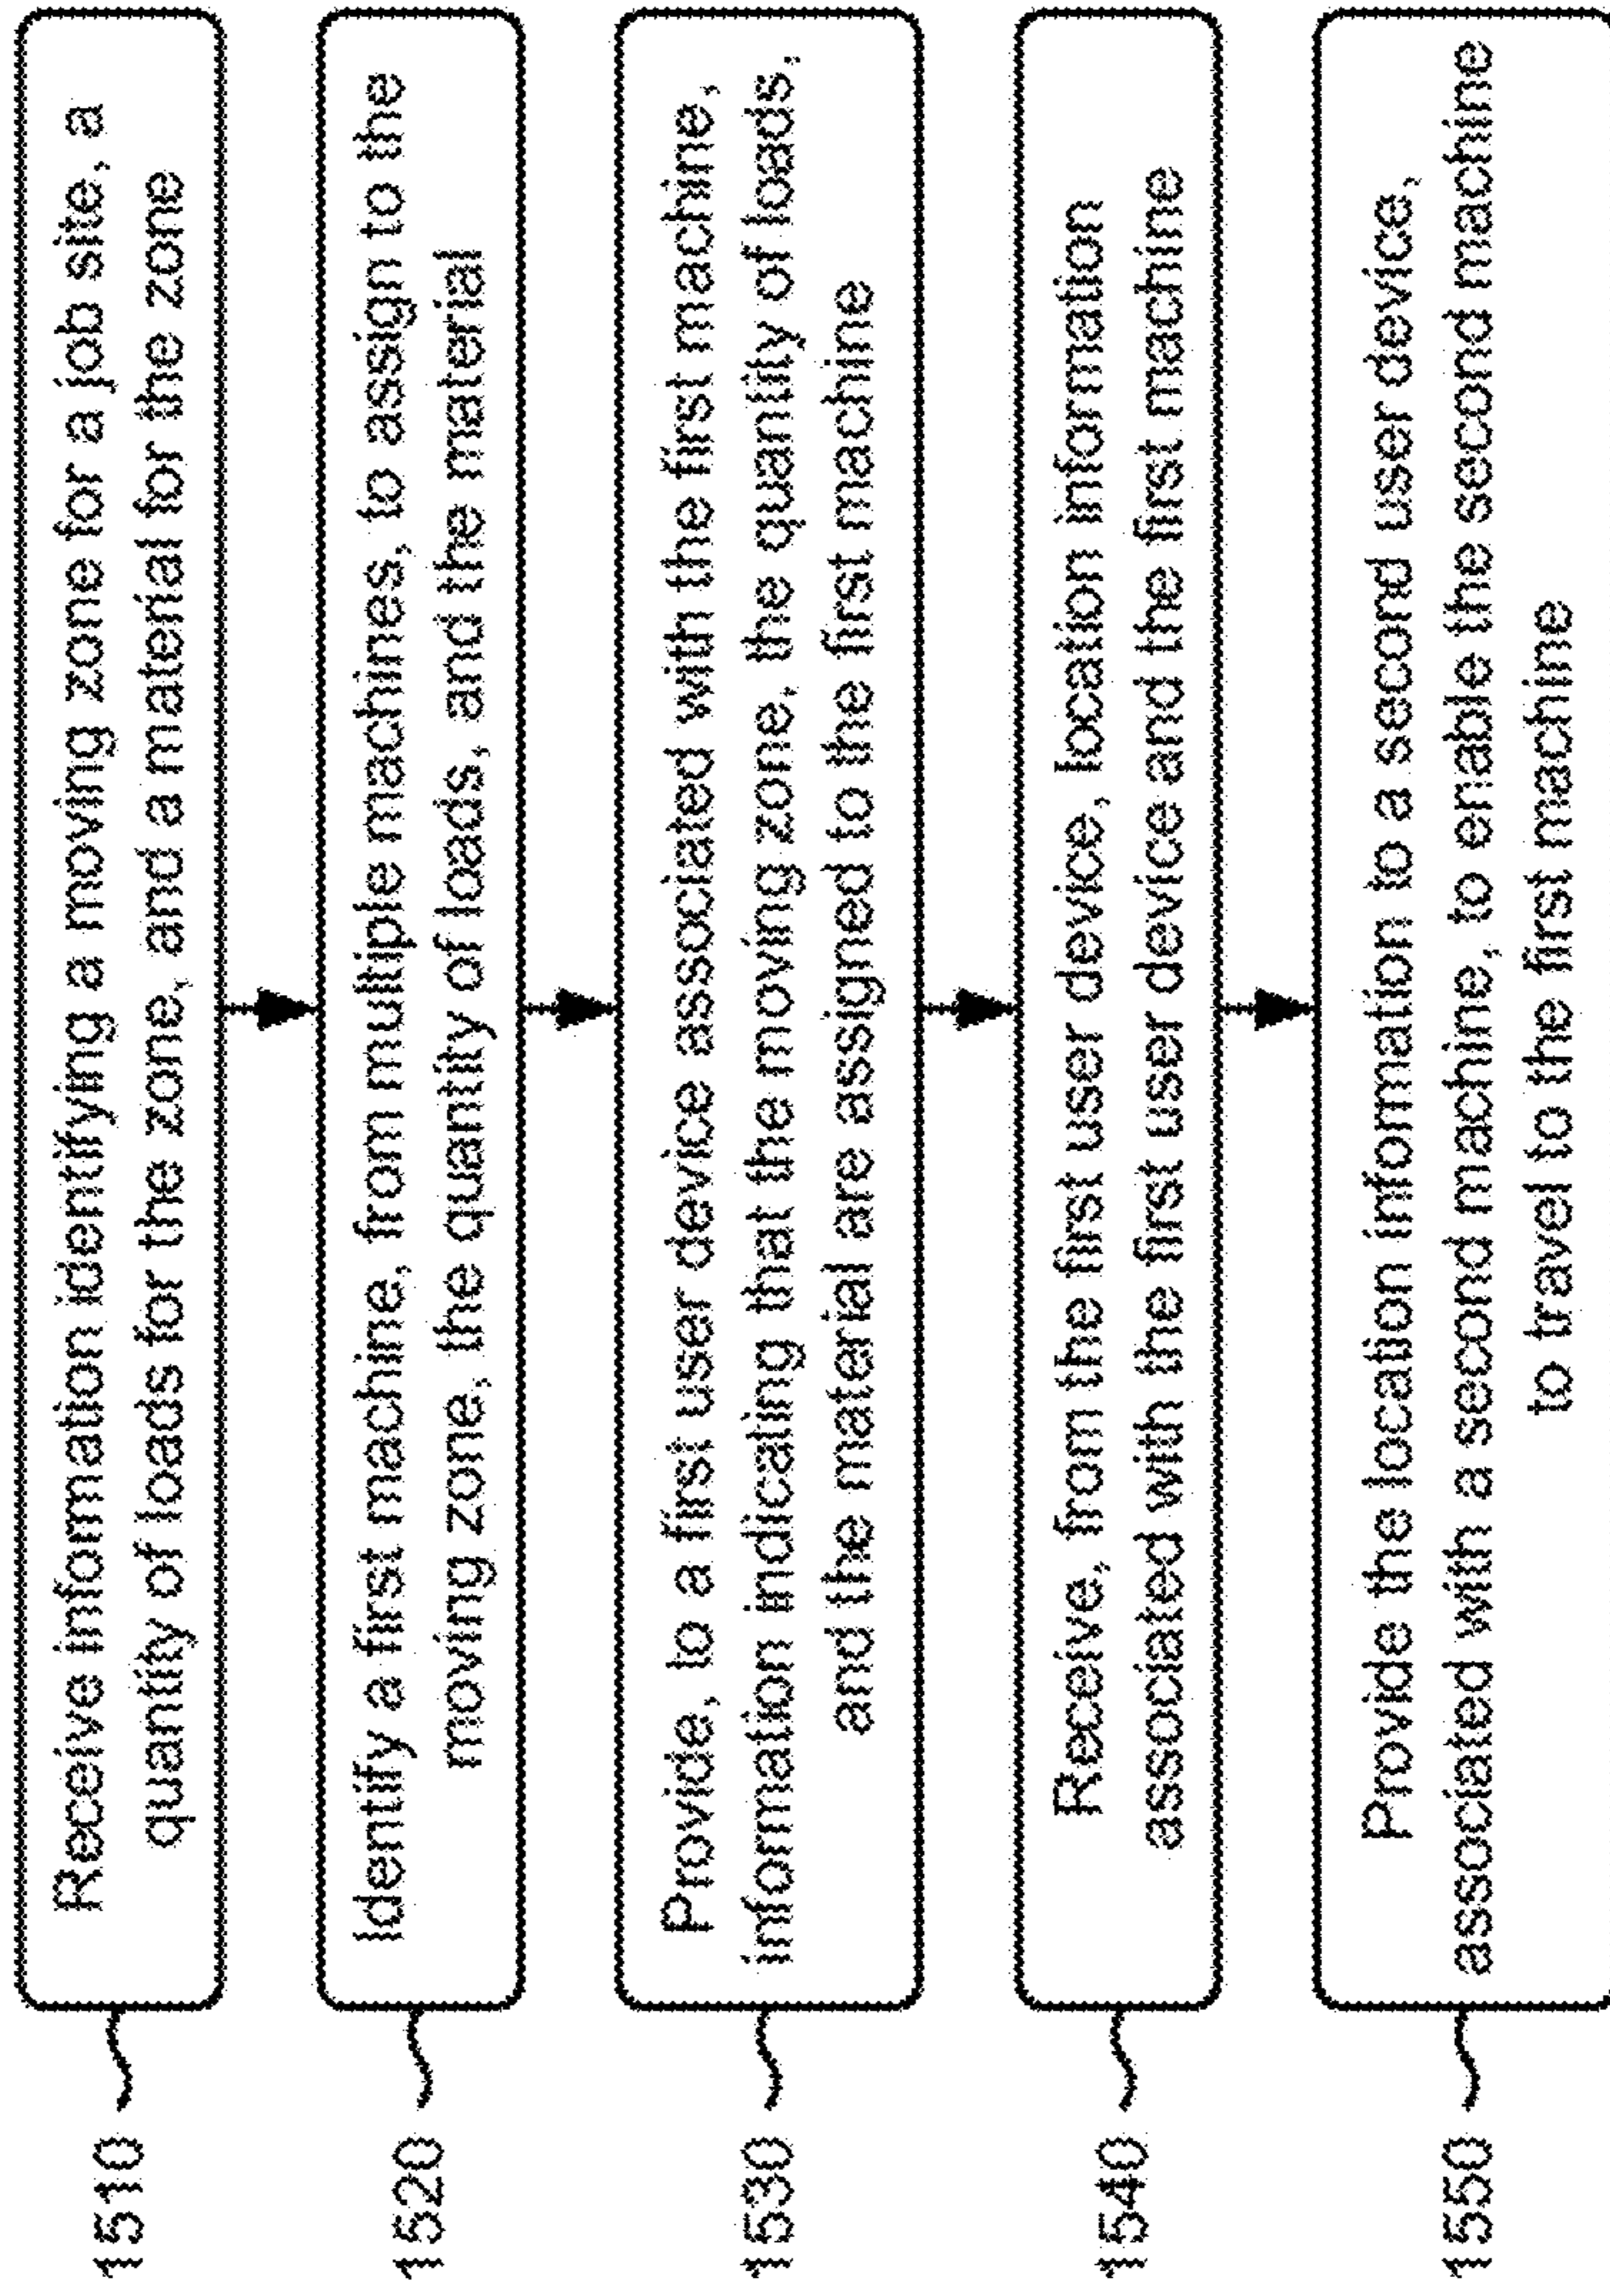 1510
Receive information identifying a moving zone for a job site, a
quantity of loads for the zone, and a material for the zone
1520
Identify a first machine, from multiple machines, to assign to the
moving zone, the quantity of loads, and the material
1530
Provide, to a first user device associated with the first machine,
information indicating that the moving zone, the quantity of loads,
and the material are assigned to the first machine
1540
Receive, from the first user device, location information
associated with the first user device and the first machine
1550
Provide the location information to a second user device,
associated with a second machine, to enable the second machine
to travel to the first machine